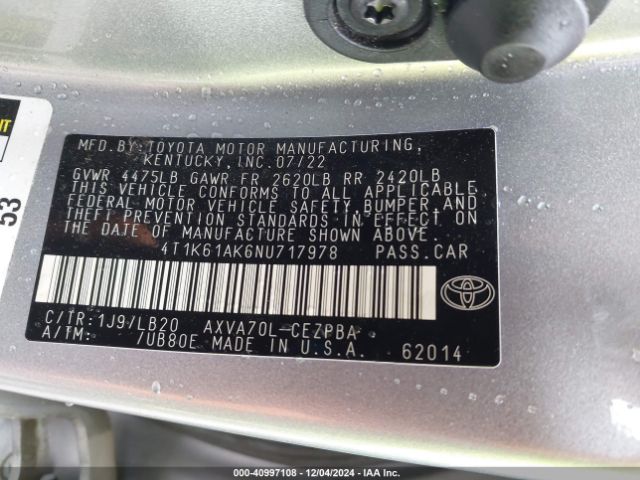 MFD. BY: TOYOTA MOTOR MANUFACTURING,
KENTUCKY, INC. 07/22
GVWR 4475LB GAWR FR 2620LB RR 2420LB
THIS VEHICLE CONFORMS TO ALL APPLICABLE
FEDERAL MOTOR VEHICLE SAFETY, BUMPER AND
THEFT PREVENTION STANDARDS IN EFFECT ON
THE DATE OF MANUFACTURE SHOWN ABOVE.
4T1K61AK6NU717978 PASS.CAR
C/TR: 1J9/LB20 AXVA70L-CEZPBA
A/TM: /UB80E MADE IN U.S.A. 62014
TOYOTA
53
000-40997108 - 12/04/2024 - IAA Inc.